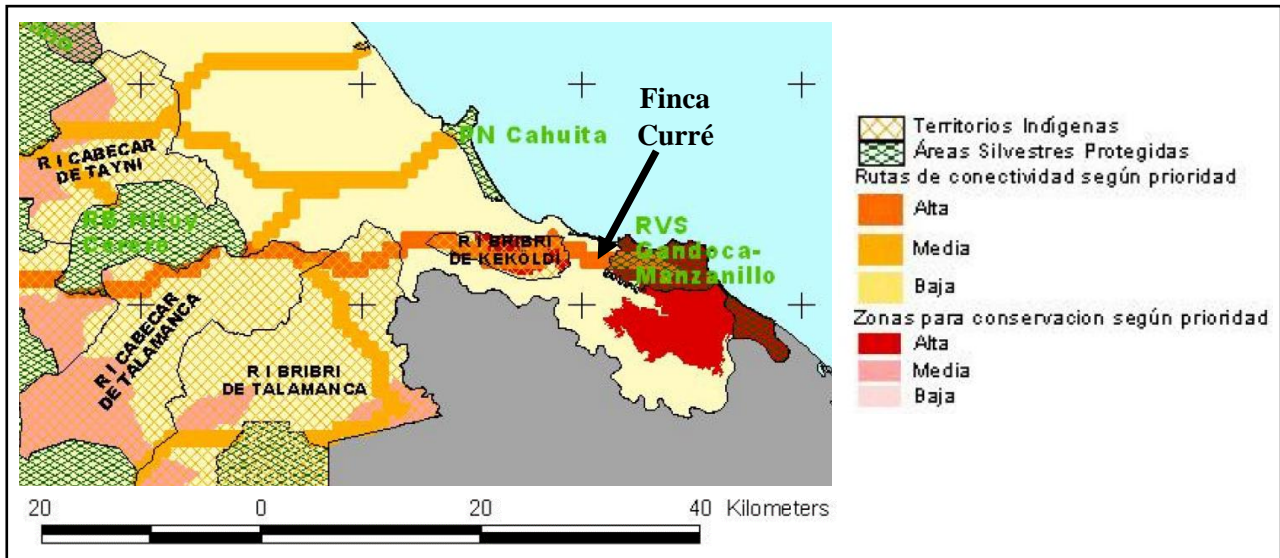 Finca
Curré
PN Cahuita
R I CABECAR
DE TAYNI
RB Hitoy
Cerere
R I BRIBRI
DE KEKOLDI
RVS
Gandoca-
Manzanillo
R I CABECAR
DE TALAMANCA
R I BRIBRI
DE TALAMANCA
Territorios Indígenas
Áreas Silvestres Protegidas
Rutas de conectividad según prioridad
Alta
Media
Baja
Zonas para conservacion según prioridad
Alta
Media
Baja
20 0 20 40 Kilometers